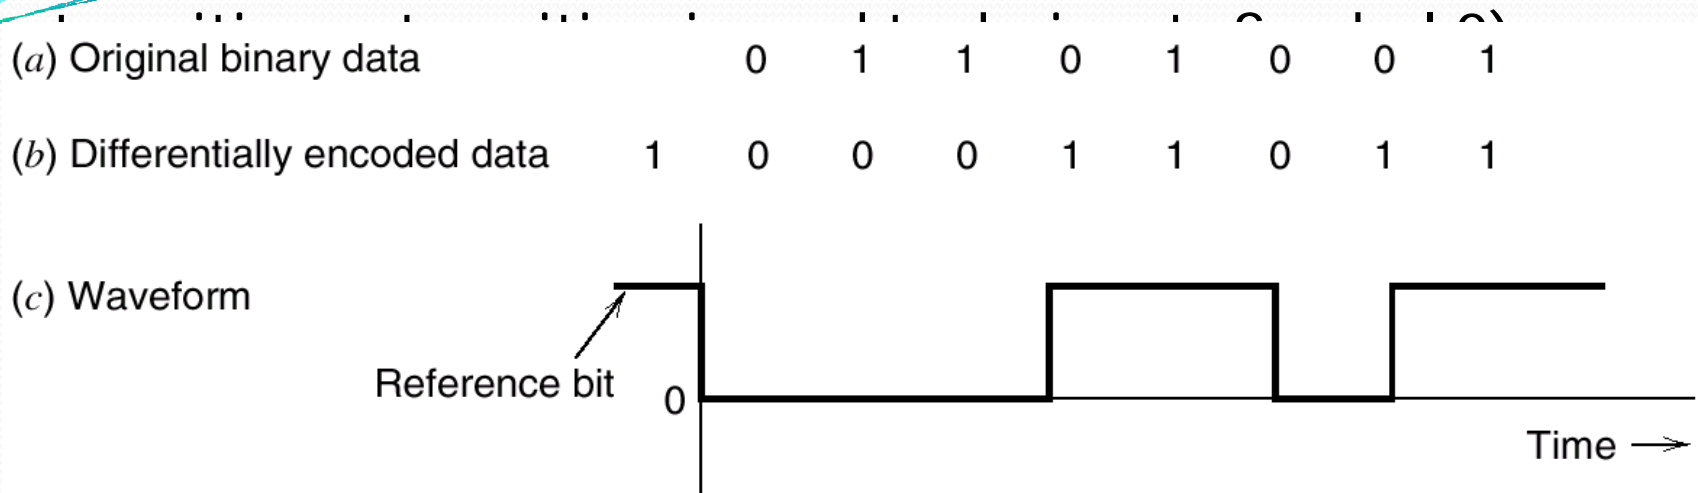 (a) Original binary data 0 1 1 0 1 0 0 1
(b) Differentially encoded data 1 0 0 0 1 1 0 1 1
(c) Waveform
Reference bit
0
Time